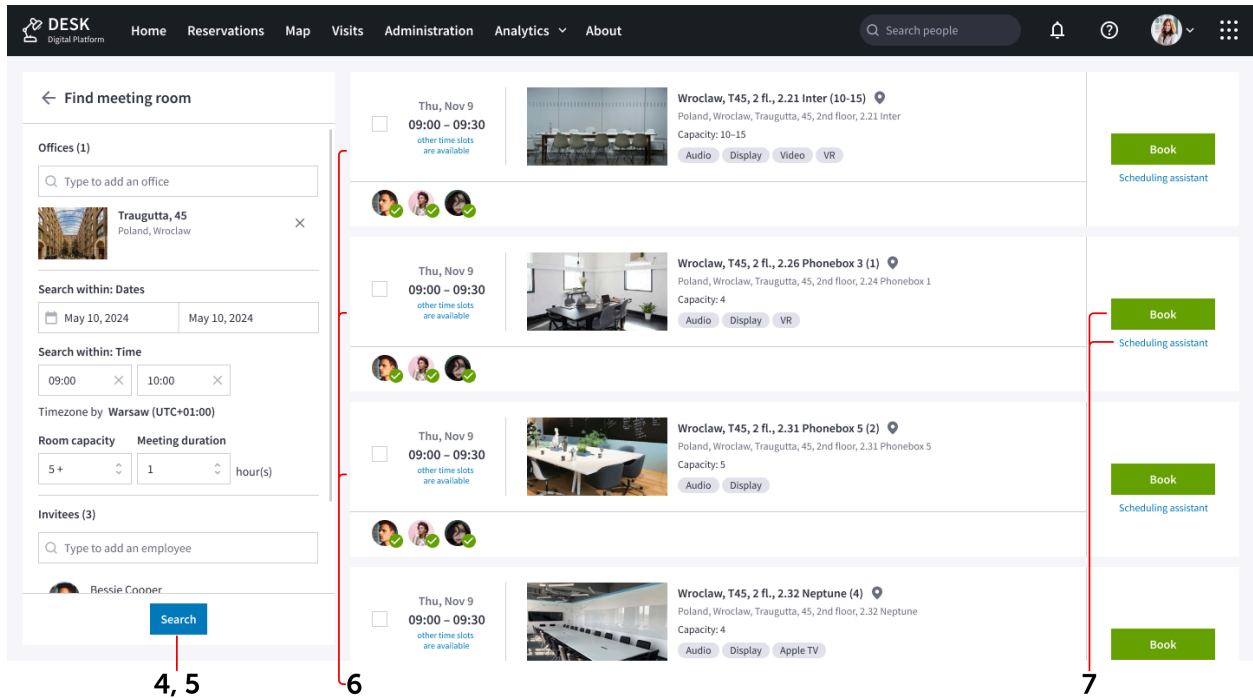 DESK
Digital Platform
Home
Reservations
Map
Visits
Administration
Analytics
About
Search people
Find meeting room
Offices (1)
Type to add an office
Traugutta, 45
Poland, Wroclaw
Search within: Dates
May 10, 2024
May 10, 2024
Search within: Time
09:00
10:00
Timezone by Warsaw (UTC+01:00)
Room capacity
Meeting duration
5 +
1
hour(s)
Invitees (3)
Type to add an employee
Bessie Cooper
Search
4, 5
Thu, Nov 9
09:00 – 09:30
other time slots
are available
Wroclaw, T45, 2 fl., 2.21 Inter (10-15)
Poland, Wroclaw, Traugutta, 45, 2nd floor, 2.21 Inter
Capacity: 10–15
Audio
Display
Video
VR
Book
Scheduling assistant
Thu, Nov 9
09:00 – 09:30
other time slots
are available
Wroclaw, T45, 2 fl., 2.26 Phonebox 3 (1)
Poland, Wroclaw, Traugutta, 45, 2nd floor, 2.24 Phonebox 1
Capacity: 4
Audio
Display
VR
Book
Scheduling assistant
Thu, Nov 9
09:00 – 09:30
other time slots
are available
Wroclaw, T45, 2 fl., 2.31 Phonebox 5 (2)
Poland, Wroclaw, Traugutta, 45, 2nd floor, 2.31 Phonebox 5
Capacity: 5
Audio
Display
Book
Scheduling assistant
Thu, Nov 9
09:00 – 09:30
other time slots
are available
Wroclaw, T45, 2 fl., 2.32 Neptune (4)
Poland, Wroclaw, Traugutta, 45, 2nd floor, 2.32 Neptune
Capacity: 4
Audio
Display
Apple TV
Book
6
7